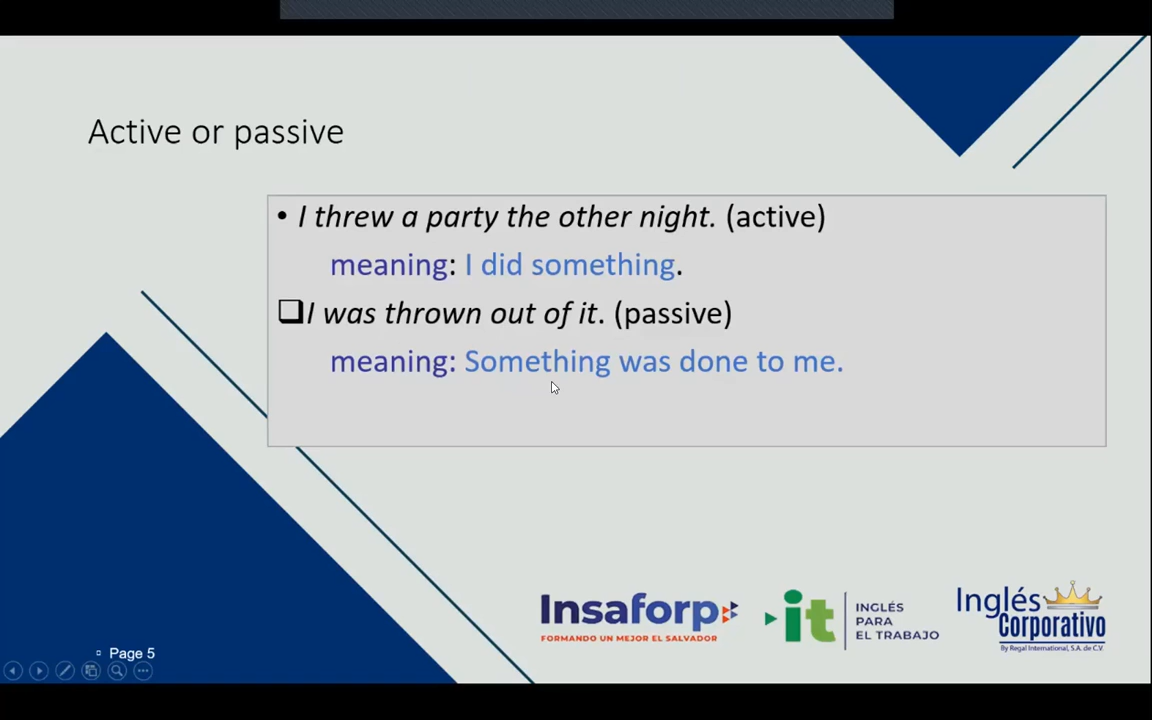 Active or passive
• I threw a party the other night. (active)
meaning: I did something.
❑I was thrown out of it. (passive)
meaning: Something was done to me.
Insaforp
FORMANDO UN MEJOR EL SALVADOR
it
INGLÉS
PARA
EL TRABAJO
Inglés
Corporativo
By Regal International, S.A. de C.V.
▫ Page 5